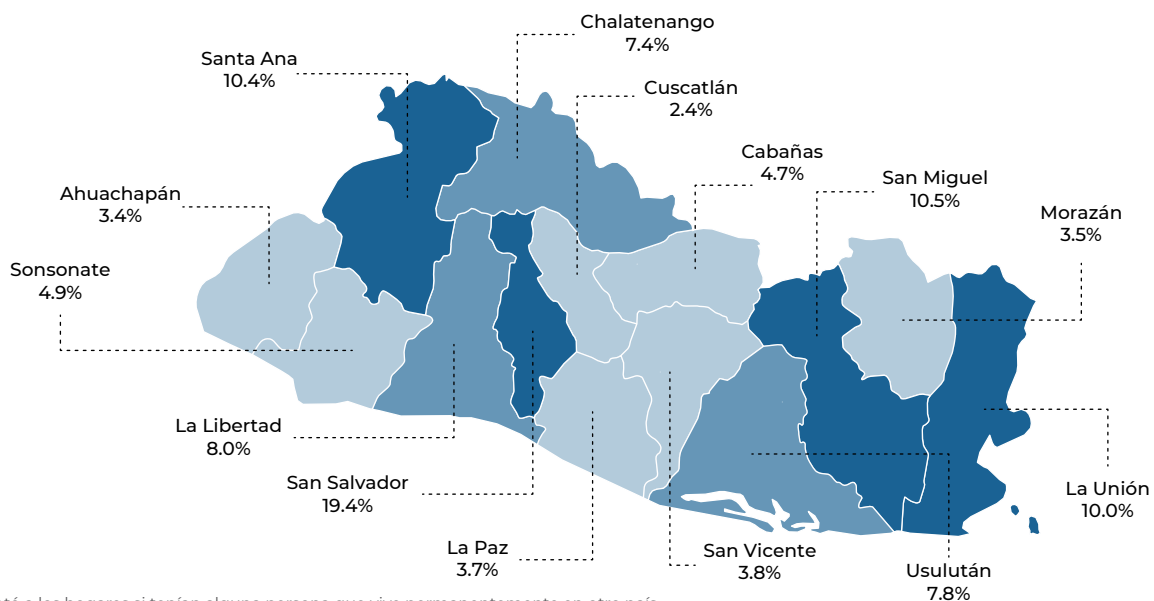 Chalatenango
7.4%
Santa Ana
10.4%
Cuscatlán
2.4%
Cabañas
4.7%
San Miguel
10.5%
Ahuachapán
3.4%
Morazán
3.5%
Sonsonate
4.9%
La Libertad
8.0%
San Salvador
19.4%
La Unión
10.0%
La Paz
3.7%
San Vicente
3.8%
Usulután
7.8%